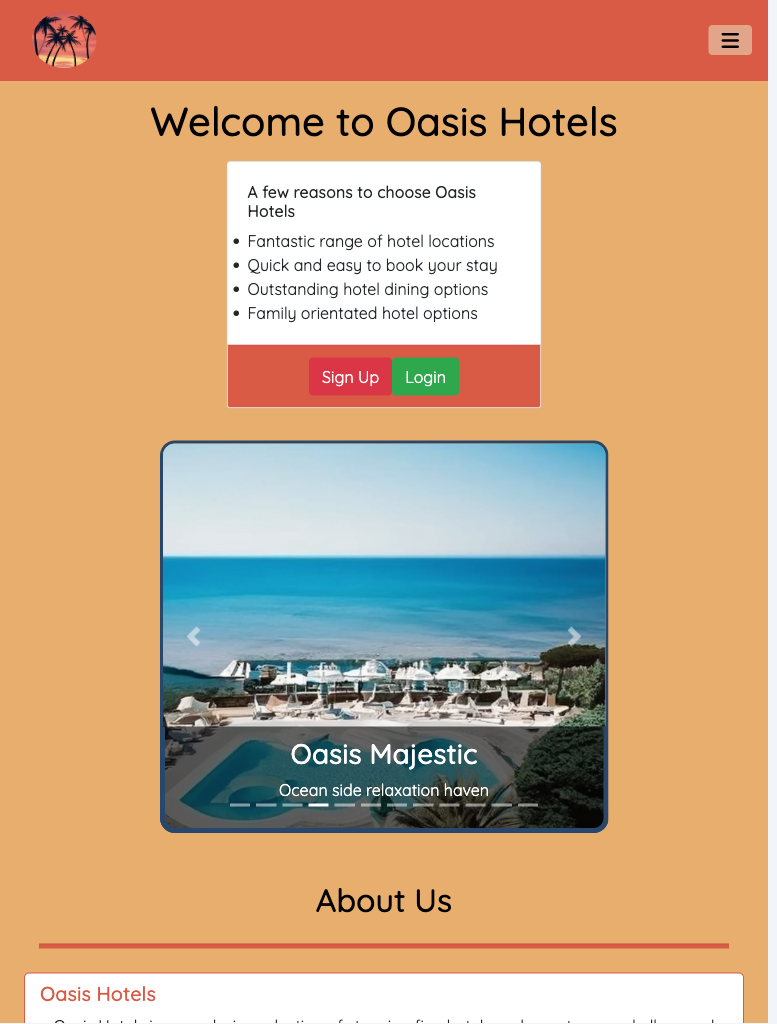 Welcome to Oasis Hotels
A few reasons to choose Oasis
Hotels
Fantastic range of hotel locations
Quick and easy to book your stay
Outstanding hotel dining options
Family orientated hotel options
Sign Up
Login
Oasis Majestic
Ocean side relaxation haven
About Us
Oasis Hotels